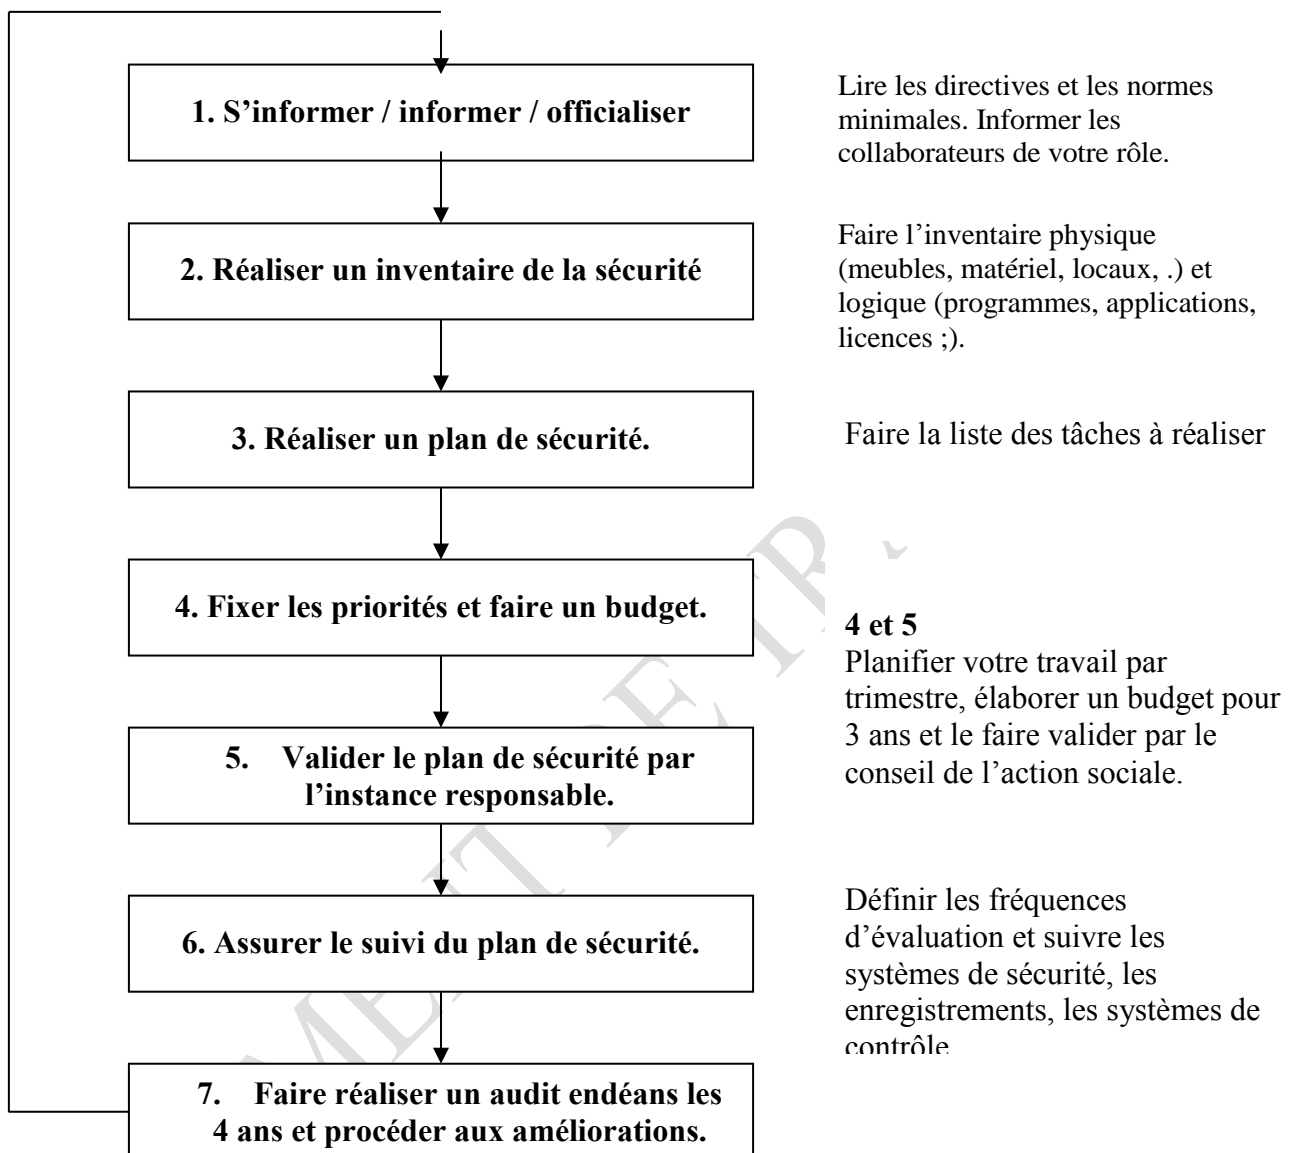 1. S’informer / informer / officialiser
Lire les directives et les normes
minimales. Informer les
collaborateurs de votre rôle.
2. Réaliser un inventaire de la sécurité
Faire l’inventaire physique
(meubles, matériel, locaux, .) et
logique (programmes, applications,
licences ;).
3. Réaliser un plan de sécurité.
Faire la liste des tâches à réaliser
4. Fixer les priorités et faire un budget.
4 et 5
Planifier votre travail par
trimestre, élaborer un budget pour
3 ans et le faire valider par le
conseil de l’action sociale.
5. Valider le plan de sécurité par
l’instance responsable.
6. Assurer le suivi du plan de sécurité.
Définir les fréquences
d’évaluation et suivre les
systèmes de sécurité, les
enregistrements, les systèmes de
contrôle
7. Faire réaliser un audit endéans les
4 ans et procéder aux améliorations.